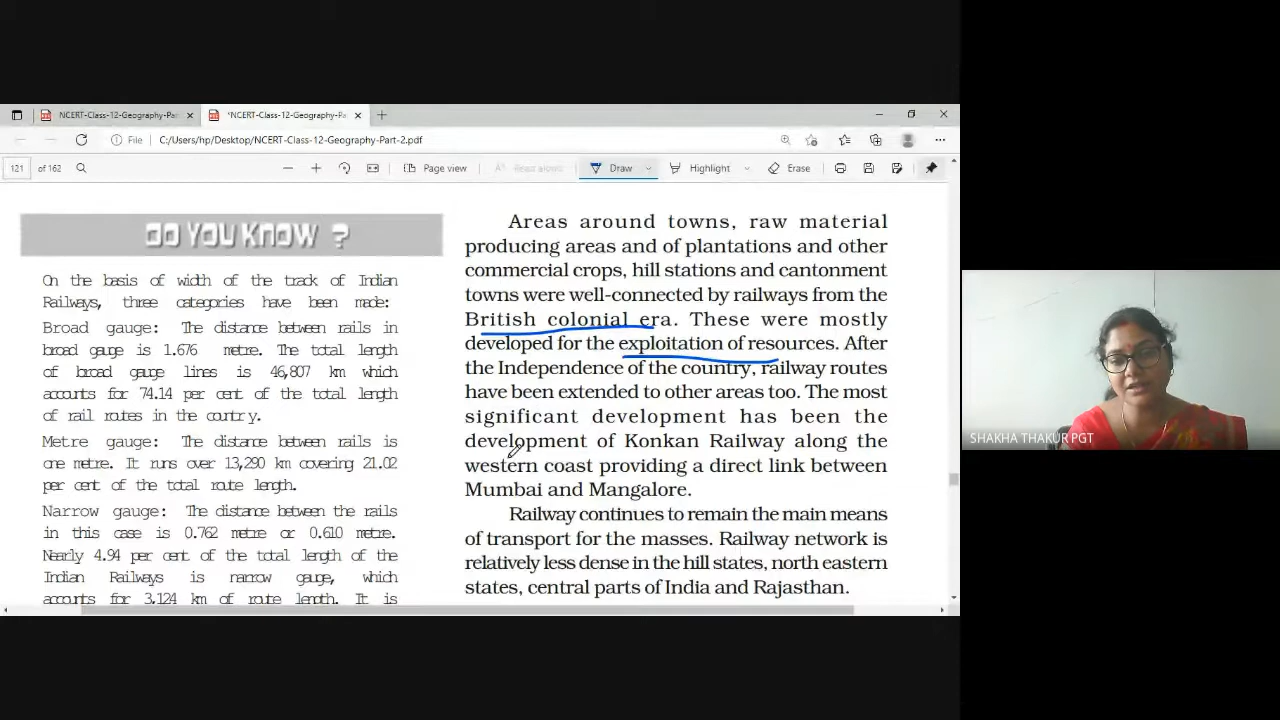 NCERT-Class-12-Geography-Pa
*NCERT-Class-12-Geography-Pa
File
C:/Users/hp/Desktop/NCERT-Class-12-Geography-Part-2.pdf
121 of 162
Page view
Read aloud
Draw
Highlight
Erase
DO YOU KNOW ?
On the basis of width of the track of Indian
Railways, three categories have been made:
Broad gauge: The distance between rails in
broad gauge is 1.676 metre. The total length
of broad gauge lines is 46,807 km which
accounts for 74.14 per cent of the total length
of rail routes in the country.
Metre gauge: The distance between rails is
one metre. It runs over 13,290 km covering 21.02
per cent of the total route length.
Narrow gauge: The distance between the rails
in this case is 0.762 metre or 0.610 metre.
Nearly 4.94 per cent of the total length of the
Indian Railways is narrow gauge, which
accounts for 3,124 km of route length. It is
Areas around towns, raw material
producing areas and of plantations and other
commercial crops, hill stations and cantonment
towns were well-connected by railways from the
British colonial era. These were mostly
developed for the exploitation of resources. After
the Independence of the country, railway routes
have been extended to other areas too. The most
significant development has been the
development of Konkan Railway along the
western coast providing a direct link between
Mumbai and Mangalore.
Railway continues to remain the main means
of transport for the masses. Railway network is
relatively less dense in the hill states, north eastern
states, central parts of India and Rajasthan.
SHAKHA THAKUR PGT